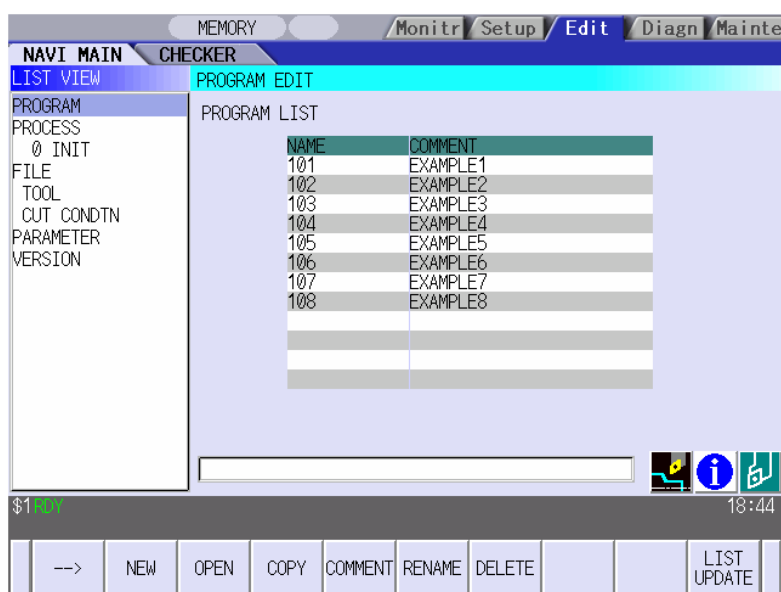 MEMORY Monitr Setup Edit Diagn Mainte
NAVI MAIN CHECKER
LIST VIEW PROGRAM EDIT
PROGRAM
PROCESS
0 INIT
FILE
TOOL
CUT CONDTN
PARAMETER
VERSION
PROGRAM LIST
NAME COMMENT
101 EXAMPLE1
102 EXAMPLE2
103 EXAMPLE3
104 EXAMPLE4
105 EXAMPLE5
106 EXAMPLE6
107 EXAMPLE7
108 EXAMPLE8
$1 RDY 18:44
--> NEW OPEN COPY COMMENT RENAME DELETE LIST UPDATE